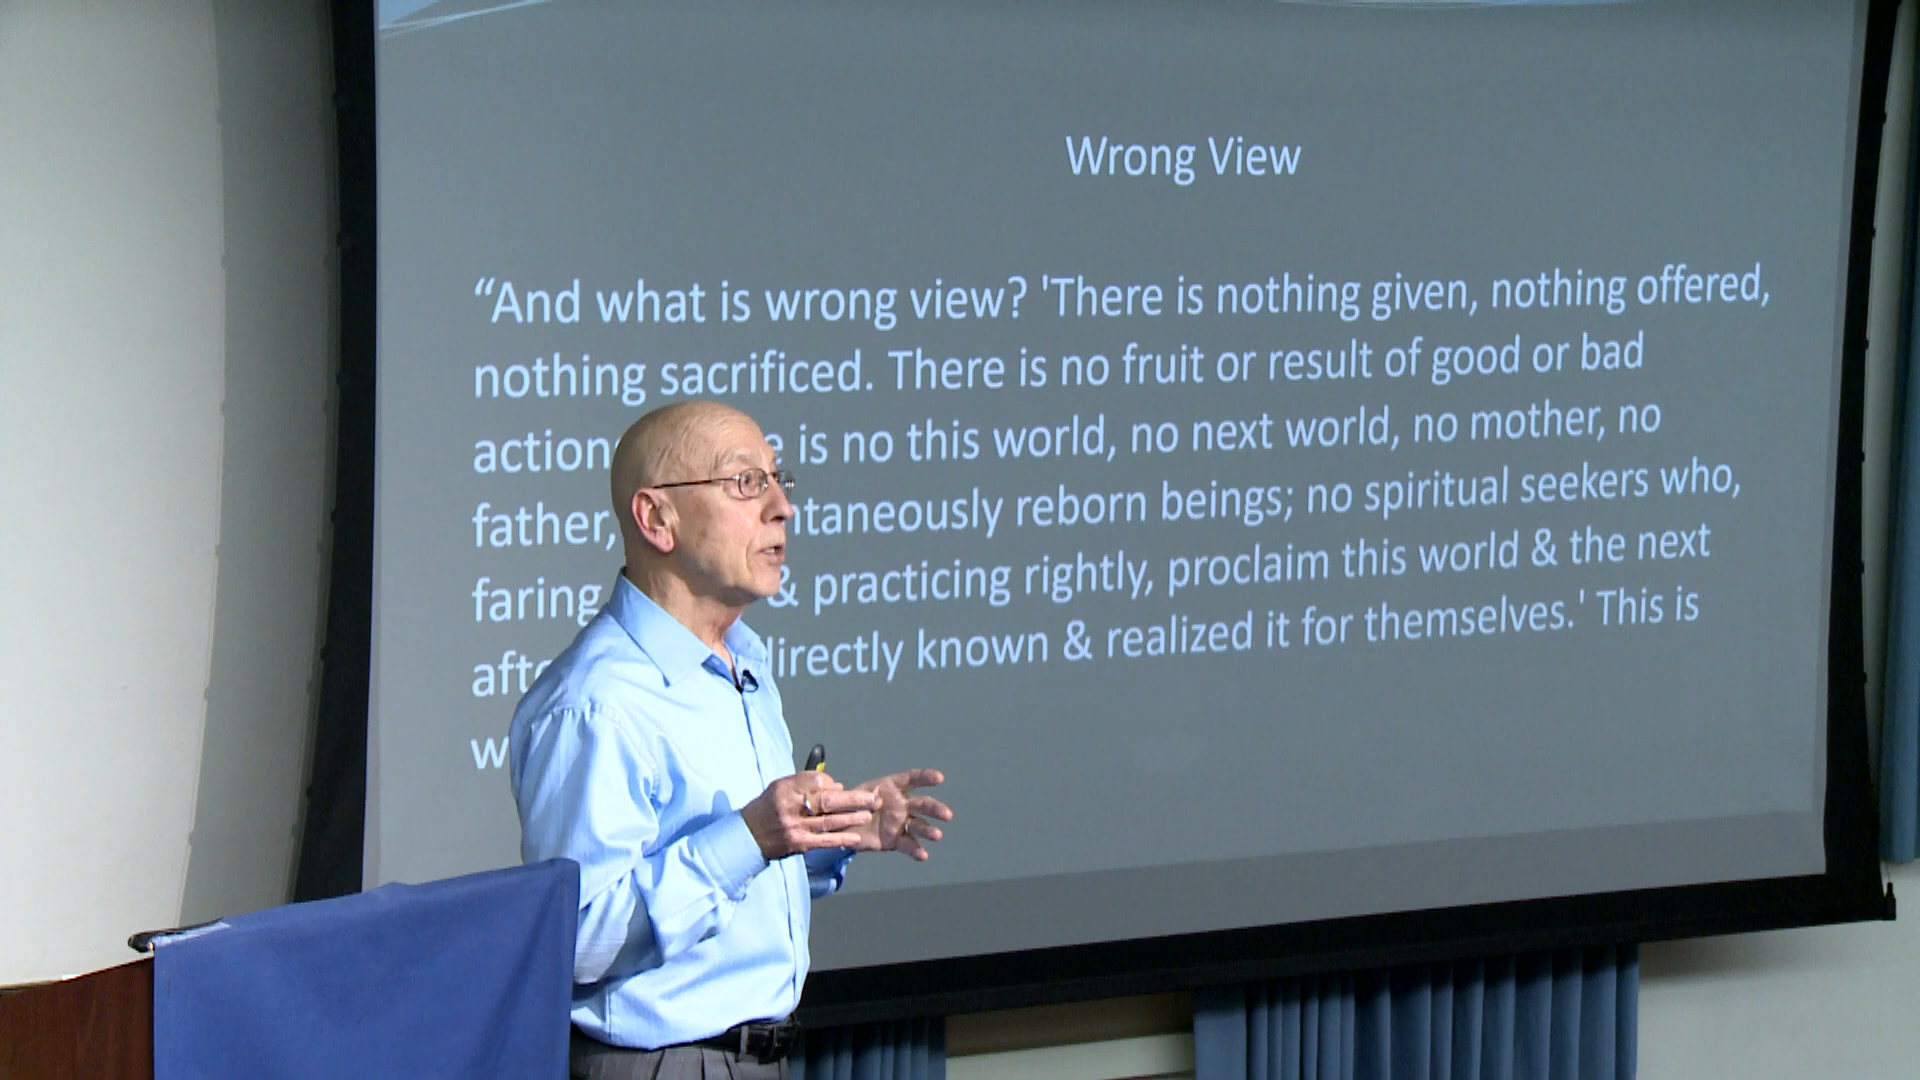 Wrong View
“And what is wrong view? 'There is nothing given, nothing offered,
nothing sacrificed. There is no fruit or result of good or bad
is no this world, no next world, no mother, no
father, reborn beings; no spiritual seekers who,
faring & practicing rightly, proclaim this world & the next
directly known & realized it for themselves.' This is